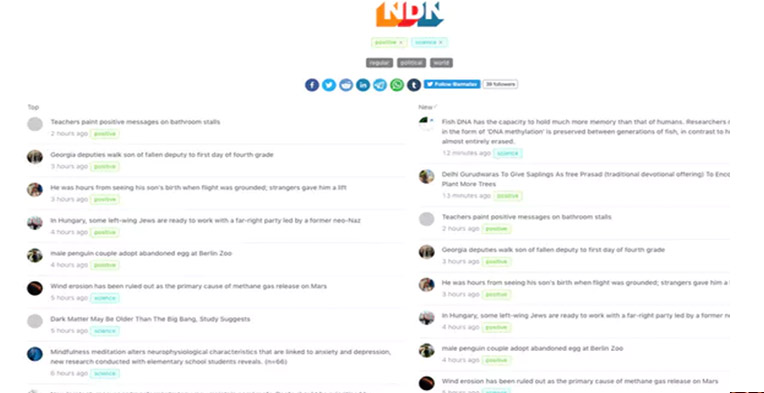 NDN
positive ×
science ×
regular
political
world
Follow
39 followers
Top
Teachers paint positive messages on bathroom stalls
2 hours ago positive
Georgia deputies walk son of fallen deputy to first day of fourth grade
3 hours ago positive
He was hours from seeing his son's birth when flight was grounded; strangers gave him a lift
3 hours ago positive
In Hungary, some left-wing Jews are ready to work with a far-right party led by a former neo-Naz
4 hours ago positive
male penguin couple adopt abandoned egg at Berlin Zoo
4 hours ago positive
Wind erosion has been ruled out as the primary cause of methane gas release on Mars
5 hours ago science
Dark Matter May Be Older Than The Big Bang, Study Suggests
5 hours ago science
Mindfulness meditation alters neurophysiological characteristics that are linked to anxiety and depression,
new research conducted with elementary school students reveals. (n=66)
6 hours ago science
New
Fish DNA has the capacity to hold much more memory than that of humans. Researchers
in the form of 'DNA methylation' is preserved between generations of fish, in contrast to h
almost entirely erased.
12 minutes ago science
Delhi Gurudwaras To Give Saplings As free Prasad (traditional devotional offering) To Enco
Plant More Trees
13 minutes ago positive
Teachers paint positive messages on bathroom stalls
2 hours ago positive
Georgia deputies walk son of fallen deputy to first day of fourth grade
3 hours ago positive
He was hours from seeing his son's birth when flight was grounded; strangers gave him a
3 hours ago positive
In Hungary, some left-wing Jews are ready to work with a far-right party led by a former n
4 hours ago positive
male penguin couple adopt abandoned egg at Berlin Zoo
4 hours ago positive
Wind erosion has been ruled out as the primary cause of methane gas release on Mars